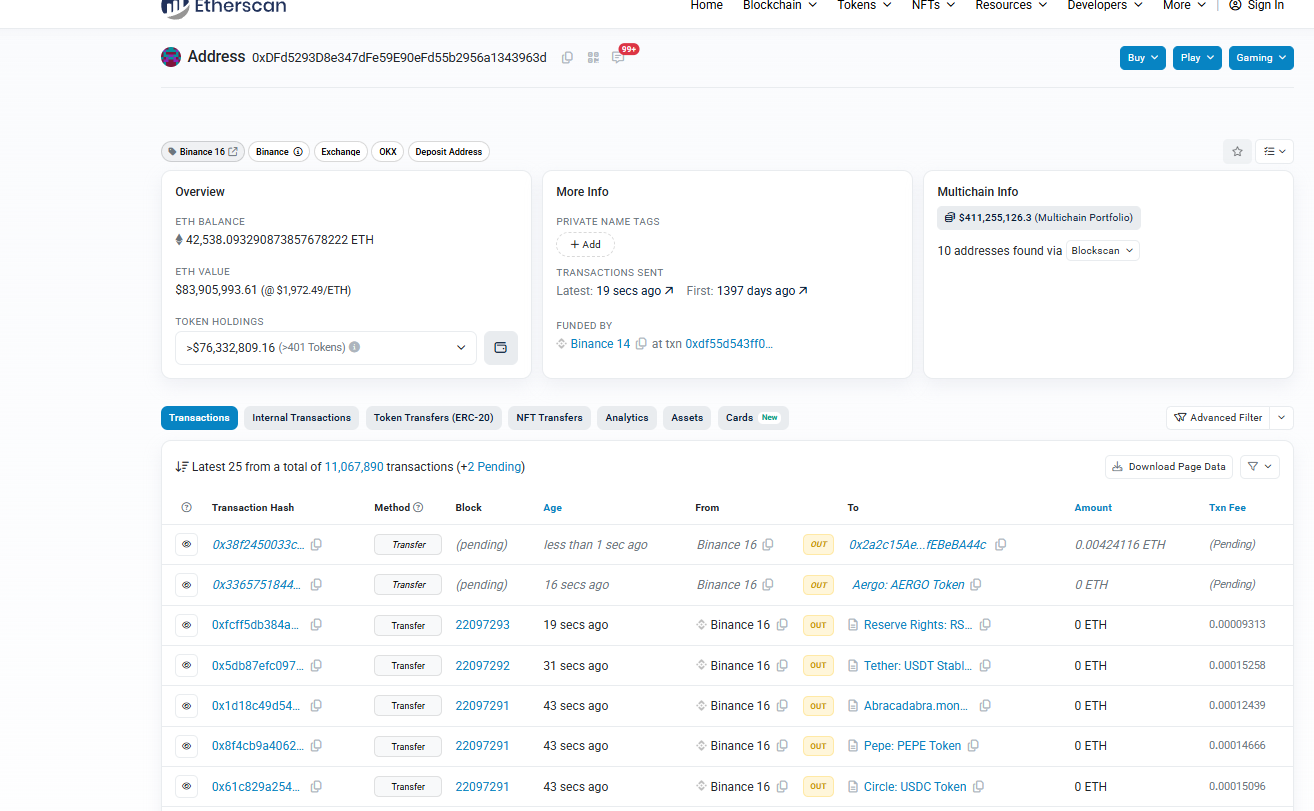 Etherscan
Home Blockchain Tokens NFTs Resources Developers More Sign In
Address 0xDFd5293D8e347dFe59E90eFd55b2956a1343963d 99+
Buy Play Gaming
Binance 16 Binance Exchange OKX Deposit Address
Overview
ETH BALANCE
42,538.093290873857678222 ETH
ETH VALUE
$83,905,993.61 (@ $1,972.49/ETH)
TOKEN HOLDINGS
>$76,332,809.16 (>401 Tokens)
More Info
PRIVATE NAME TAGS
+ Add
TRANSACTIONS SENT
Latest: 19 secs ago First: 1397 days ago
FUNDED BY
Binance 14 at txn 0xdf55d543ff0...
Multichain Info
$411,255,126.3 (Multichain Portfolio)
10 addresses found via Blockscan
Transactions Internal Transactions Token Transfers (ERC-20) NFT Transfers Analytics Assets Cards New
Advanced Filter
Latest 25 from a total of 11,067,890 transactions (+2 Pending)
Download Page Data
Transaction Hash Method Block Age From To Amount Txn Fee
0x38f2450033c... Transfer (pending) less than 1 sec ago Binance 16 OUT 0x2a2c15Ae...fEBeBA44c 0.00424116 ETH (Pending)
0x3365751844... Transfer (pending) 16 secs ago Binance 16 OUT Aergo: AERGO Token 0 ETH (Pending)
0xfcff5db384a... Transfer 22097293 19 secs ago Binance 16 OUT Reserve Rights: RS... 0 ETH 0.00009313
0x5db87efc097... Transfer 22097292 31 secs ago Binance 16 OUT Tether: USDT Stabl... 0 ETH 0.00015258
0x1d18c49d54... Transfer 22097291 43 secs ago Binance 16 OUT Abracadabra.mon... 0 ETH 0.00012439
0x8f4cb9a4062... Transfer 22097291 43 secs ago Binance 16 OUT Pepe: PEPE Token 0 ETH 0.00014666
0x61c829a254... Transfer 22097291 43 secs ago Binance 16 OUT Circle: USDC Token 0 ETH 0.00015096